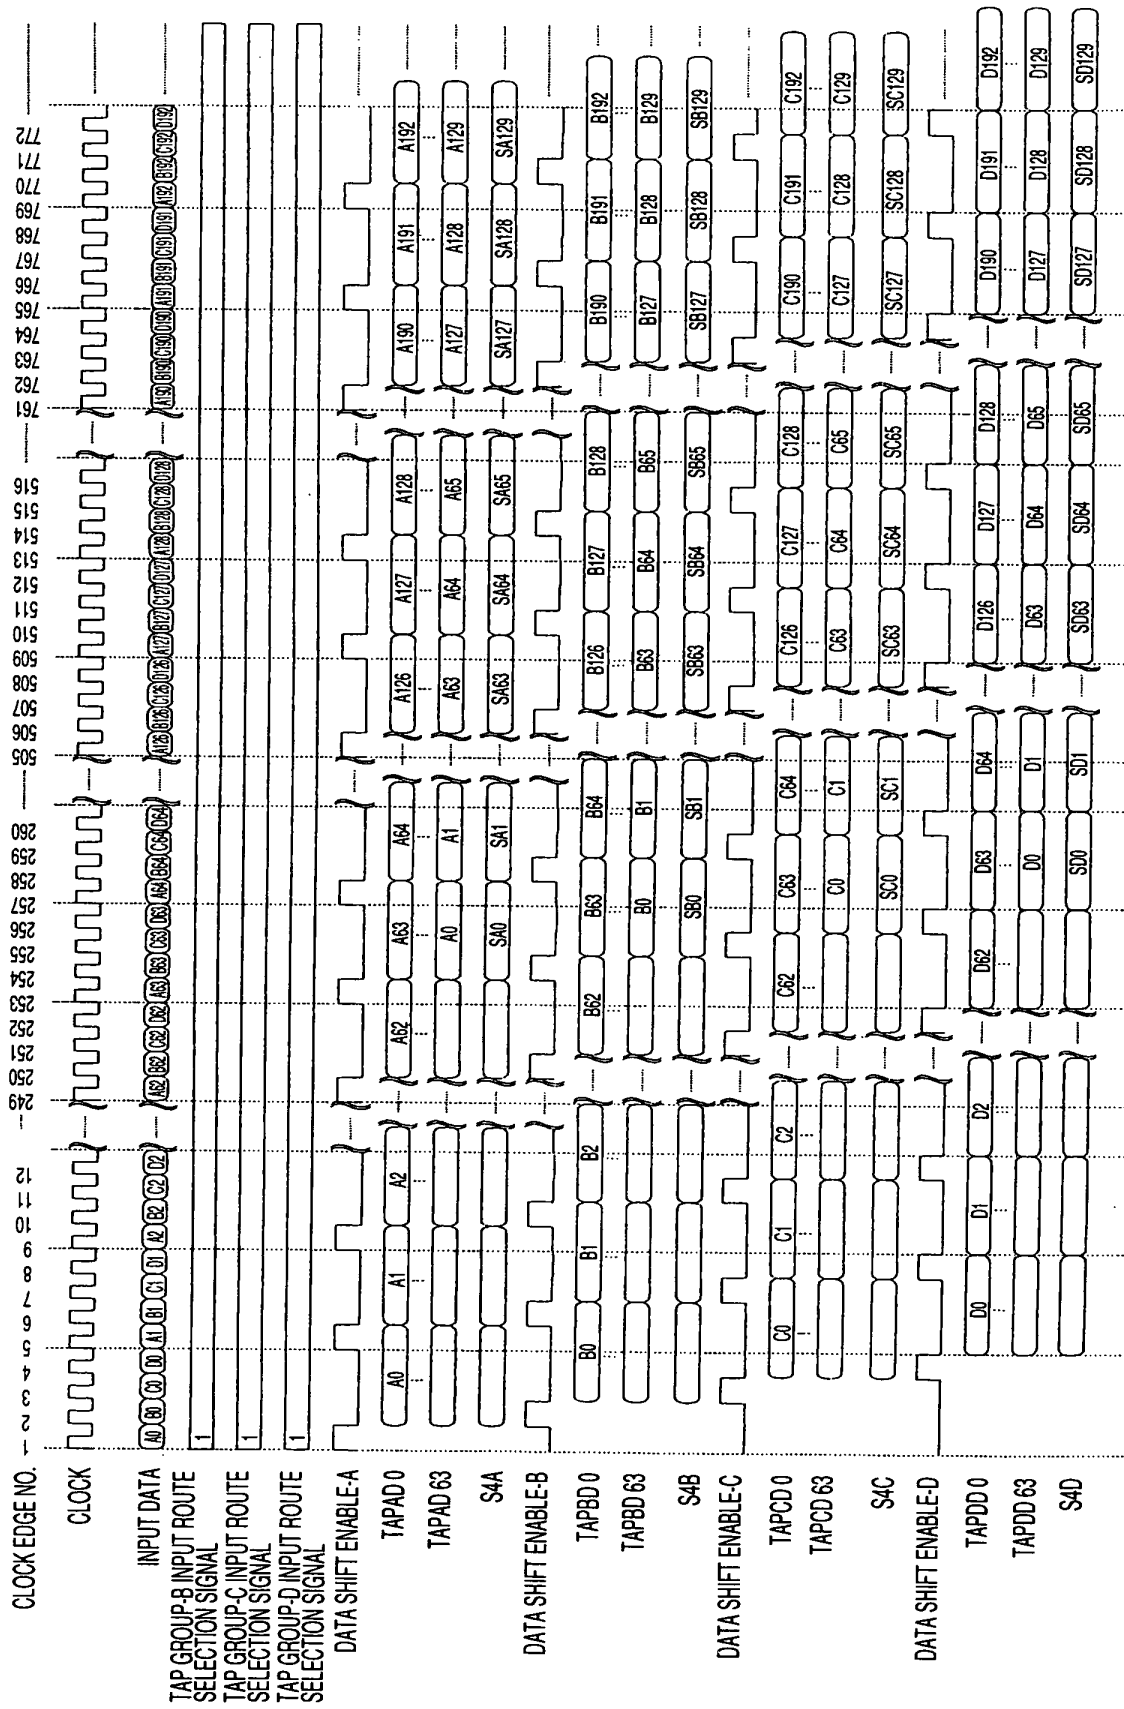 CLOCK EDGE NO. 1 2 3 4 5 6 7 8 9 10 11 12 249 250 251 252 253 254 255 256 257 258 259 260 505 506 507 508 509 510 511 512 513 514 515 516 761 762 763 764 765 766 767 768 769 770 771 772
CLOCK
INPUT DATA A0 B0 C0 D0 A1 B1 C1 D1 A2 B2 C2 D2 A62 B62 C62 D62 A63 B63 C63 D63 A64 B64 C64 D64 A126 B126 C126 D126 A127 B127 C127 D127 A128 B128 C128 D128 A190 B190 C190 D190 A191 B191 C191 D191 A192 B192 C192 D192
TAP GROUP-B INPUT ROUTE
SELECTION SIGNAL 1
TAP GROUP-C INPUT ROUTE
SELECTION SIGNAL 1
TAP GROUP-D INPUT ROUTE
SELECTION SIGNAL 1
DATA SHIFT ENABLE-A
TAPAD 0 A0 A1 A2 A62 A63 A64 A126 A127 A128 A190 A191 A192
TAPAD 63 A0 A1 A63 A64 A65 A127 A128 A129
S4A SA0 SA1 SA63 SA64 SA65 SA127 SA128 SA129
DATA SHIFT ENABLE-B
TAPBD 0 B0 B1 B2 B62 B63 B64 B126 B127 B128 B190 B191 B192
TAPBD 63 B0 B1 B63 B64 B65 B127 B128 B129
S4B SB0 SB1 SB63 SB64 SB65 SB127 SB128 SB129
DATA SHIFT ENABLE-C
TAPCD 0 C0 C1 C2 C62 C63 C64 C126 C127 C128 C190 C191 C192
TAPCD 63 C0 C1 C63 C64 C65 C127 C128 C129
S4C SC0 SC1 SC63 SC64 SC65 SC127 SC128 SC129
DATA SHIFT ENABLE-D
TAPDD 0 D0 D1 D2 D62 D63 D64 D126 D127 D128 D190 D191 D192
TAPDD 63 D0 D1 D63 D64 D65 D127 D128 D129
S4D SD0 SD1 SD63 SD64 SD65 SD127 SD128 SD129